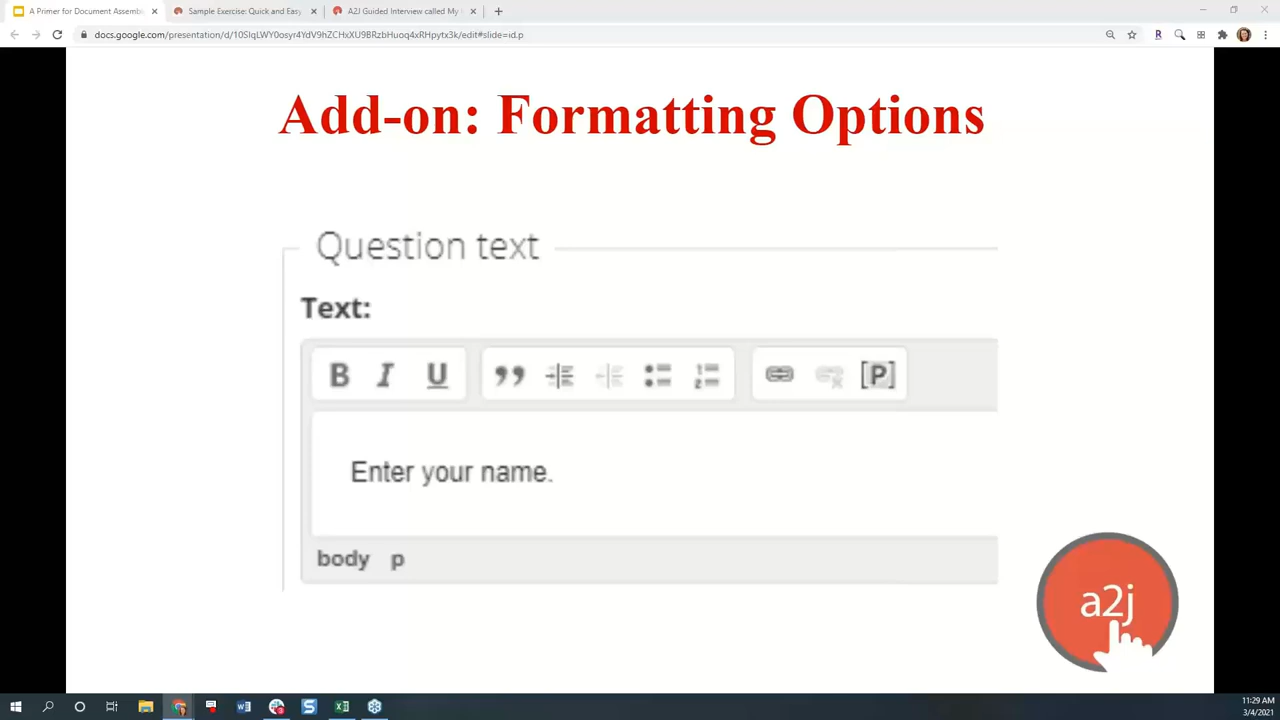 A Primer for Document Assemb
Sample Exercise: Quick and Easy
A2J Guided Interview called My
docs.google.com/presentation/d/10SIqLWY0osyr4YdV9hZCHxXU9BRzbHuoq4xRHpytx3k/edit#slide=id.p
Add-on: Formatting Options
Question text
Text:
B I U [P]
Enter your name.
body p
a2j
11:29 AM
3/4/2021